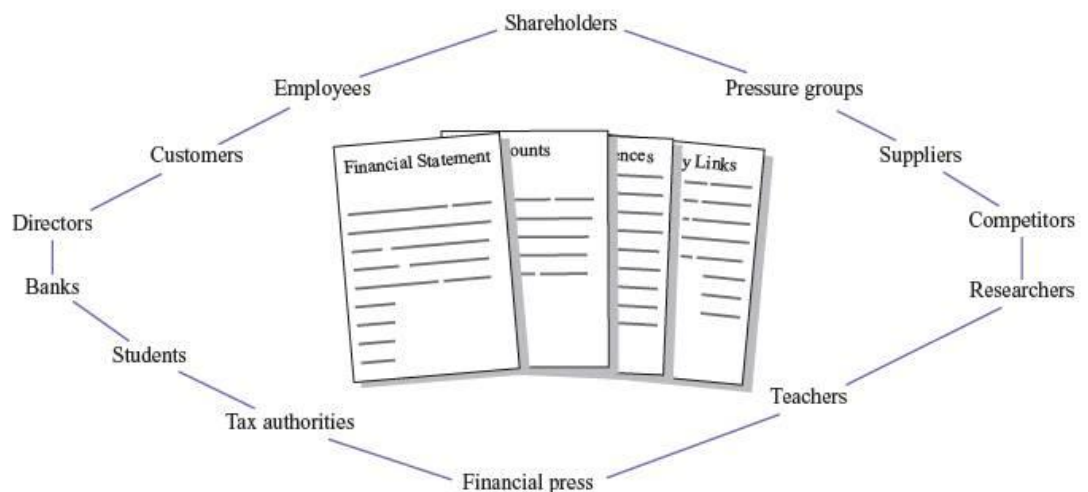 Shareholders
Employees
Pressure groups
Customers
Suppliers
Financial Statement
ounts
ences
y Links
Directors
Competitors
Banks
Researchers
Students
Teachers
Tax authorities
Financial press